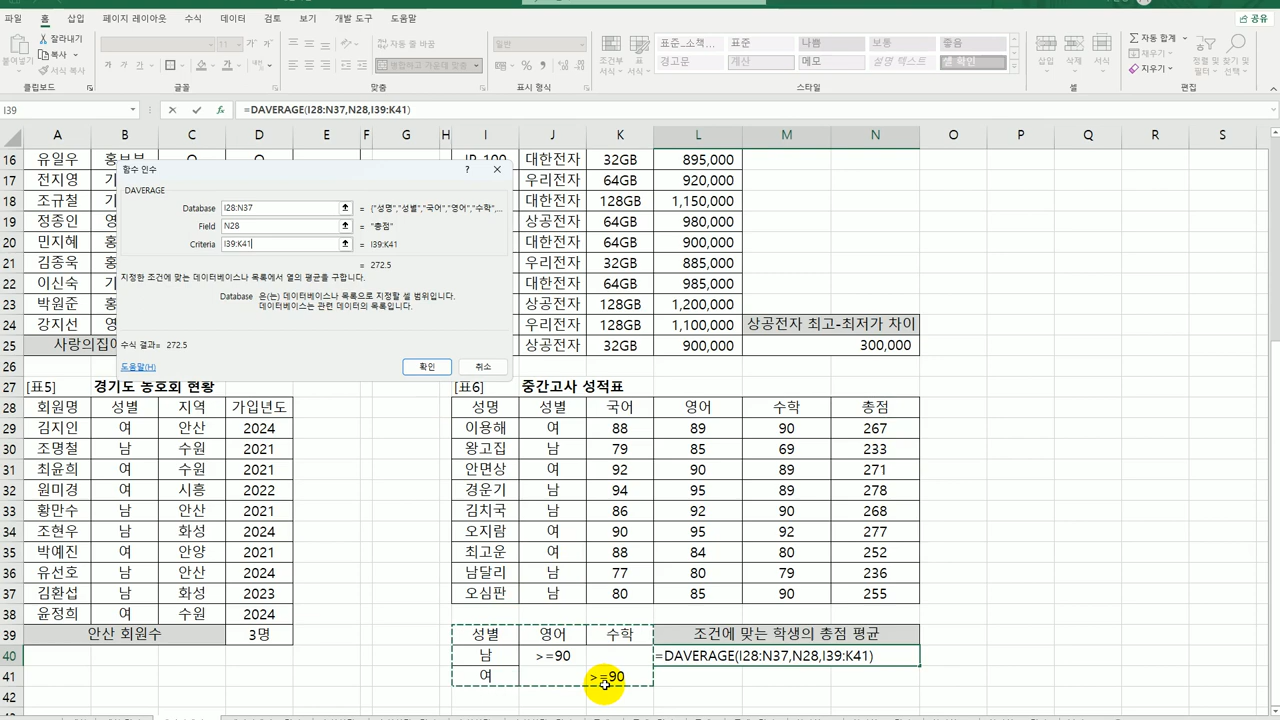 파일 홈 삽입 페이지 레이아웃 수식 데이터 검토 보기 개발 도구 도움말 공유
붙여넣기 잘라내기 복사 서식 복사
11 가 가 자동 줄 바꿈 일반
가 가 가 병합하고 가운데 맞춤 %
조건부 서식 표 서식
표준_소책... 표준 나쁨 보통 좋음
경고문 계산 메모 설명 텍스트 셀 확인
삽입 삭제 서식
자동 합계 채우기 지우기 정렬 및 필터 찾기 및 선택
클립보드 맞춤 표시 형식 스타일 셀 편집
I39 fx =DAVERAGE(I28:N37,N28,I39:K41)
A B C D E F G H I J K L M N O P Q R S
16 유일우 대한전자 32GB 895,000
17 전지영 우리전자 64GB 920,000
18 조규철 대한전자 128GB 1,150,000
19 정종인 상공전자 64GB 980,000
20 민지혜 대한전자 64GB 900,000
21 김종욱 우리전자 32GB 885,000
22 이신숙 대한전자 64GB 985,000
23 박원준 상공전자 128GB 1,200,000
24 강지선 우리전자 128GB 1,100,000 상공전자 최고-최저가 차이
25 사랑의집 상공전자 32GB 900,000 300,000
함수 인수 ? ×
DAVERAGE
Database I28:N37 = {"성명","성별","국어","영어","수학",...
Field N28 = "총점"
Criteria I39:K41 = I39:K41
= 272.5
지정한 조건에 맞는 데이터베이스나 목록에서 열의 평균을 구합니다.
Database 은(는) 데이터베이스나 목록으로 지정할 셀 범위입니다.
데이터베이스는 관련 데이터의 목록입니다.
수식 결과= 272.5
도움말(H) 확인 취소
26
27 [표5] 경기도 동호회 현황 [표6] 중간고사 성적표
28 회원명 성별 지역 가입년도 성명 성별 국어 영어 수학 총점
29 김지인 여 안산 2024 이용해 여 88 89 90 267
30 조명철 남 수원 2021 왕고집 남 79 85 69 233
31 최윤희 여 수원 2021 안면상 여 92 90 89 271
32 원미경 여 시흥 2022 경운기 남 94 95 89 278
33 황만수 남 안산 2021 김치국 남 86 92 90 268
34 조현우 남 화성 2024 오지람 여 90 95 92 277
35 박예진 여 안양 2021 최고운 여 88 84 80 252
36 유선호 남 안산 2024 남달리 남 77 80 79 236
37 김환섭 남 화성 2023 오심판 남 80 85 90 255
38 윤정희 여 수원 2024
39 안산 회원수 3명 성별 영어 수학 조건에 맞는 학생의 총점 평균
40 남 >=90 =DAVERAGE(I28:N37,N28,I39:K41)
41 여 >=90
42